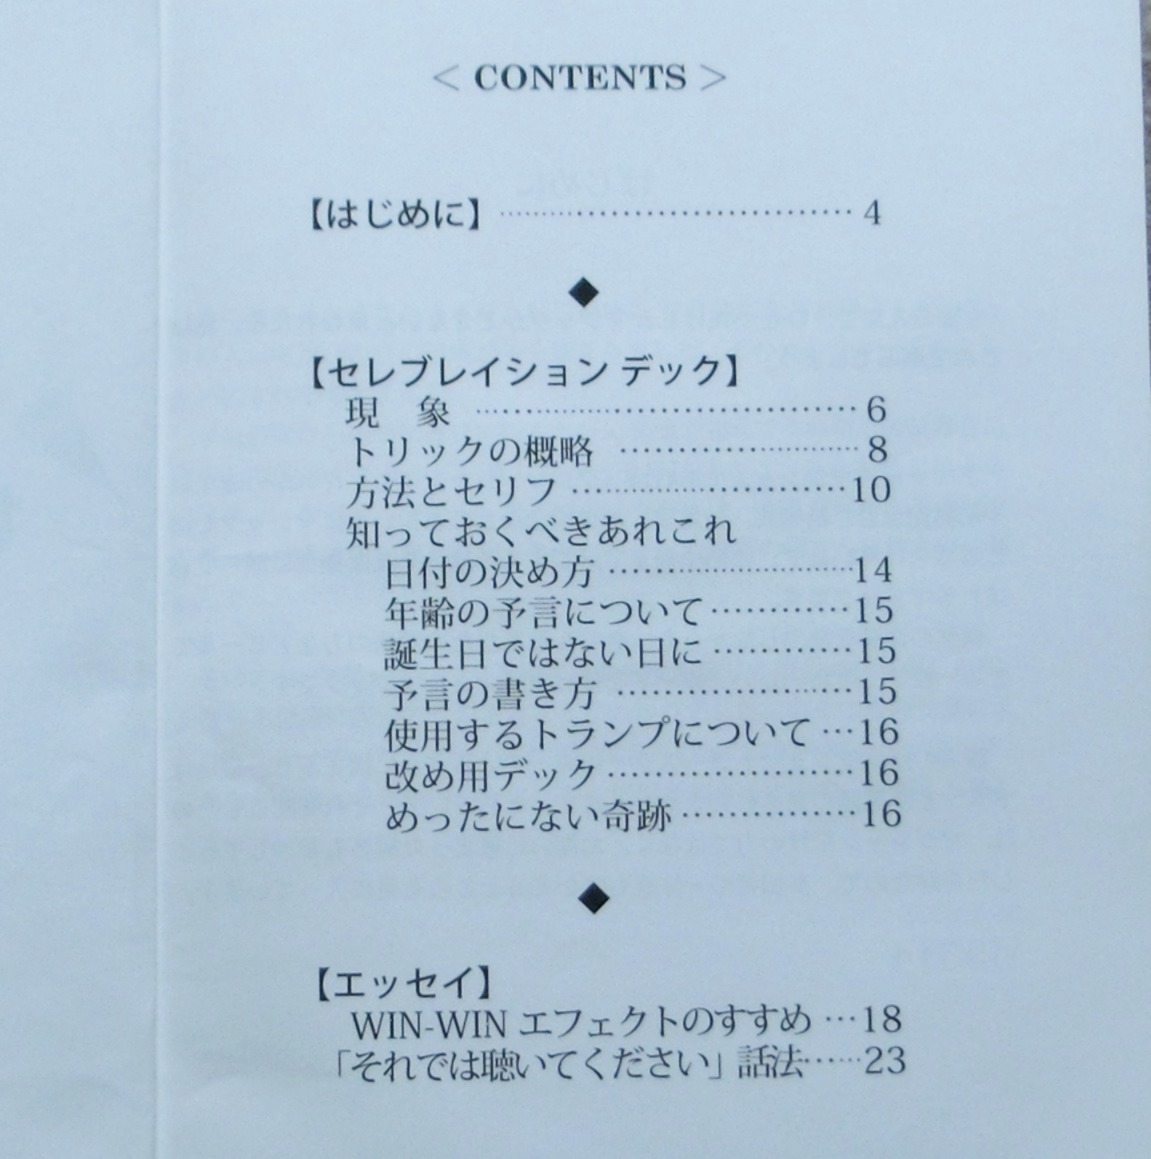 < CONTENTS >
【はじめに】 ……………………………… 4
◆
【セレブレイション デック】
現　象 ……………………………… 6
トリックの概略 …………………… 8
方法とセリフ ………………………10
知っておくべきあれこれ
日付の決め方 ……………………14
年齢の予言について…………15
誕生日ではない日に …………15
予言の書き方 …………………15
使用するトランプについて …16
改め用デック……………………16
めったにない奇跡 ……………16
◆
【エッセイ】
WIN-WIN エフェクトのすすめ …18
「それでは聴いてください」話法……23